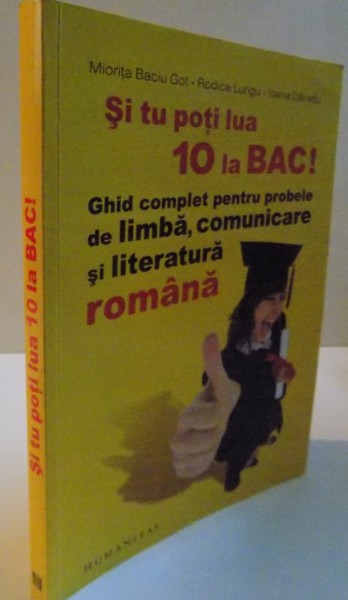 Miorița Baciu Got • Rodica Lungu • Ioana Dănețiu
Și tu poți lua
10 la BAC!
Ghid complet pentru probele
de limbă, comunicare
și literatură
română
HUMANITAS
Și tu poți lua 10 la BAC!